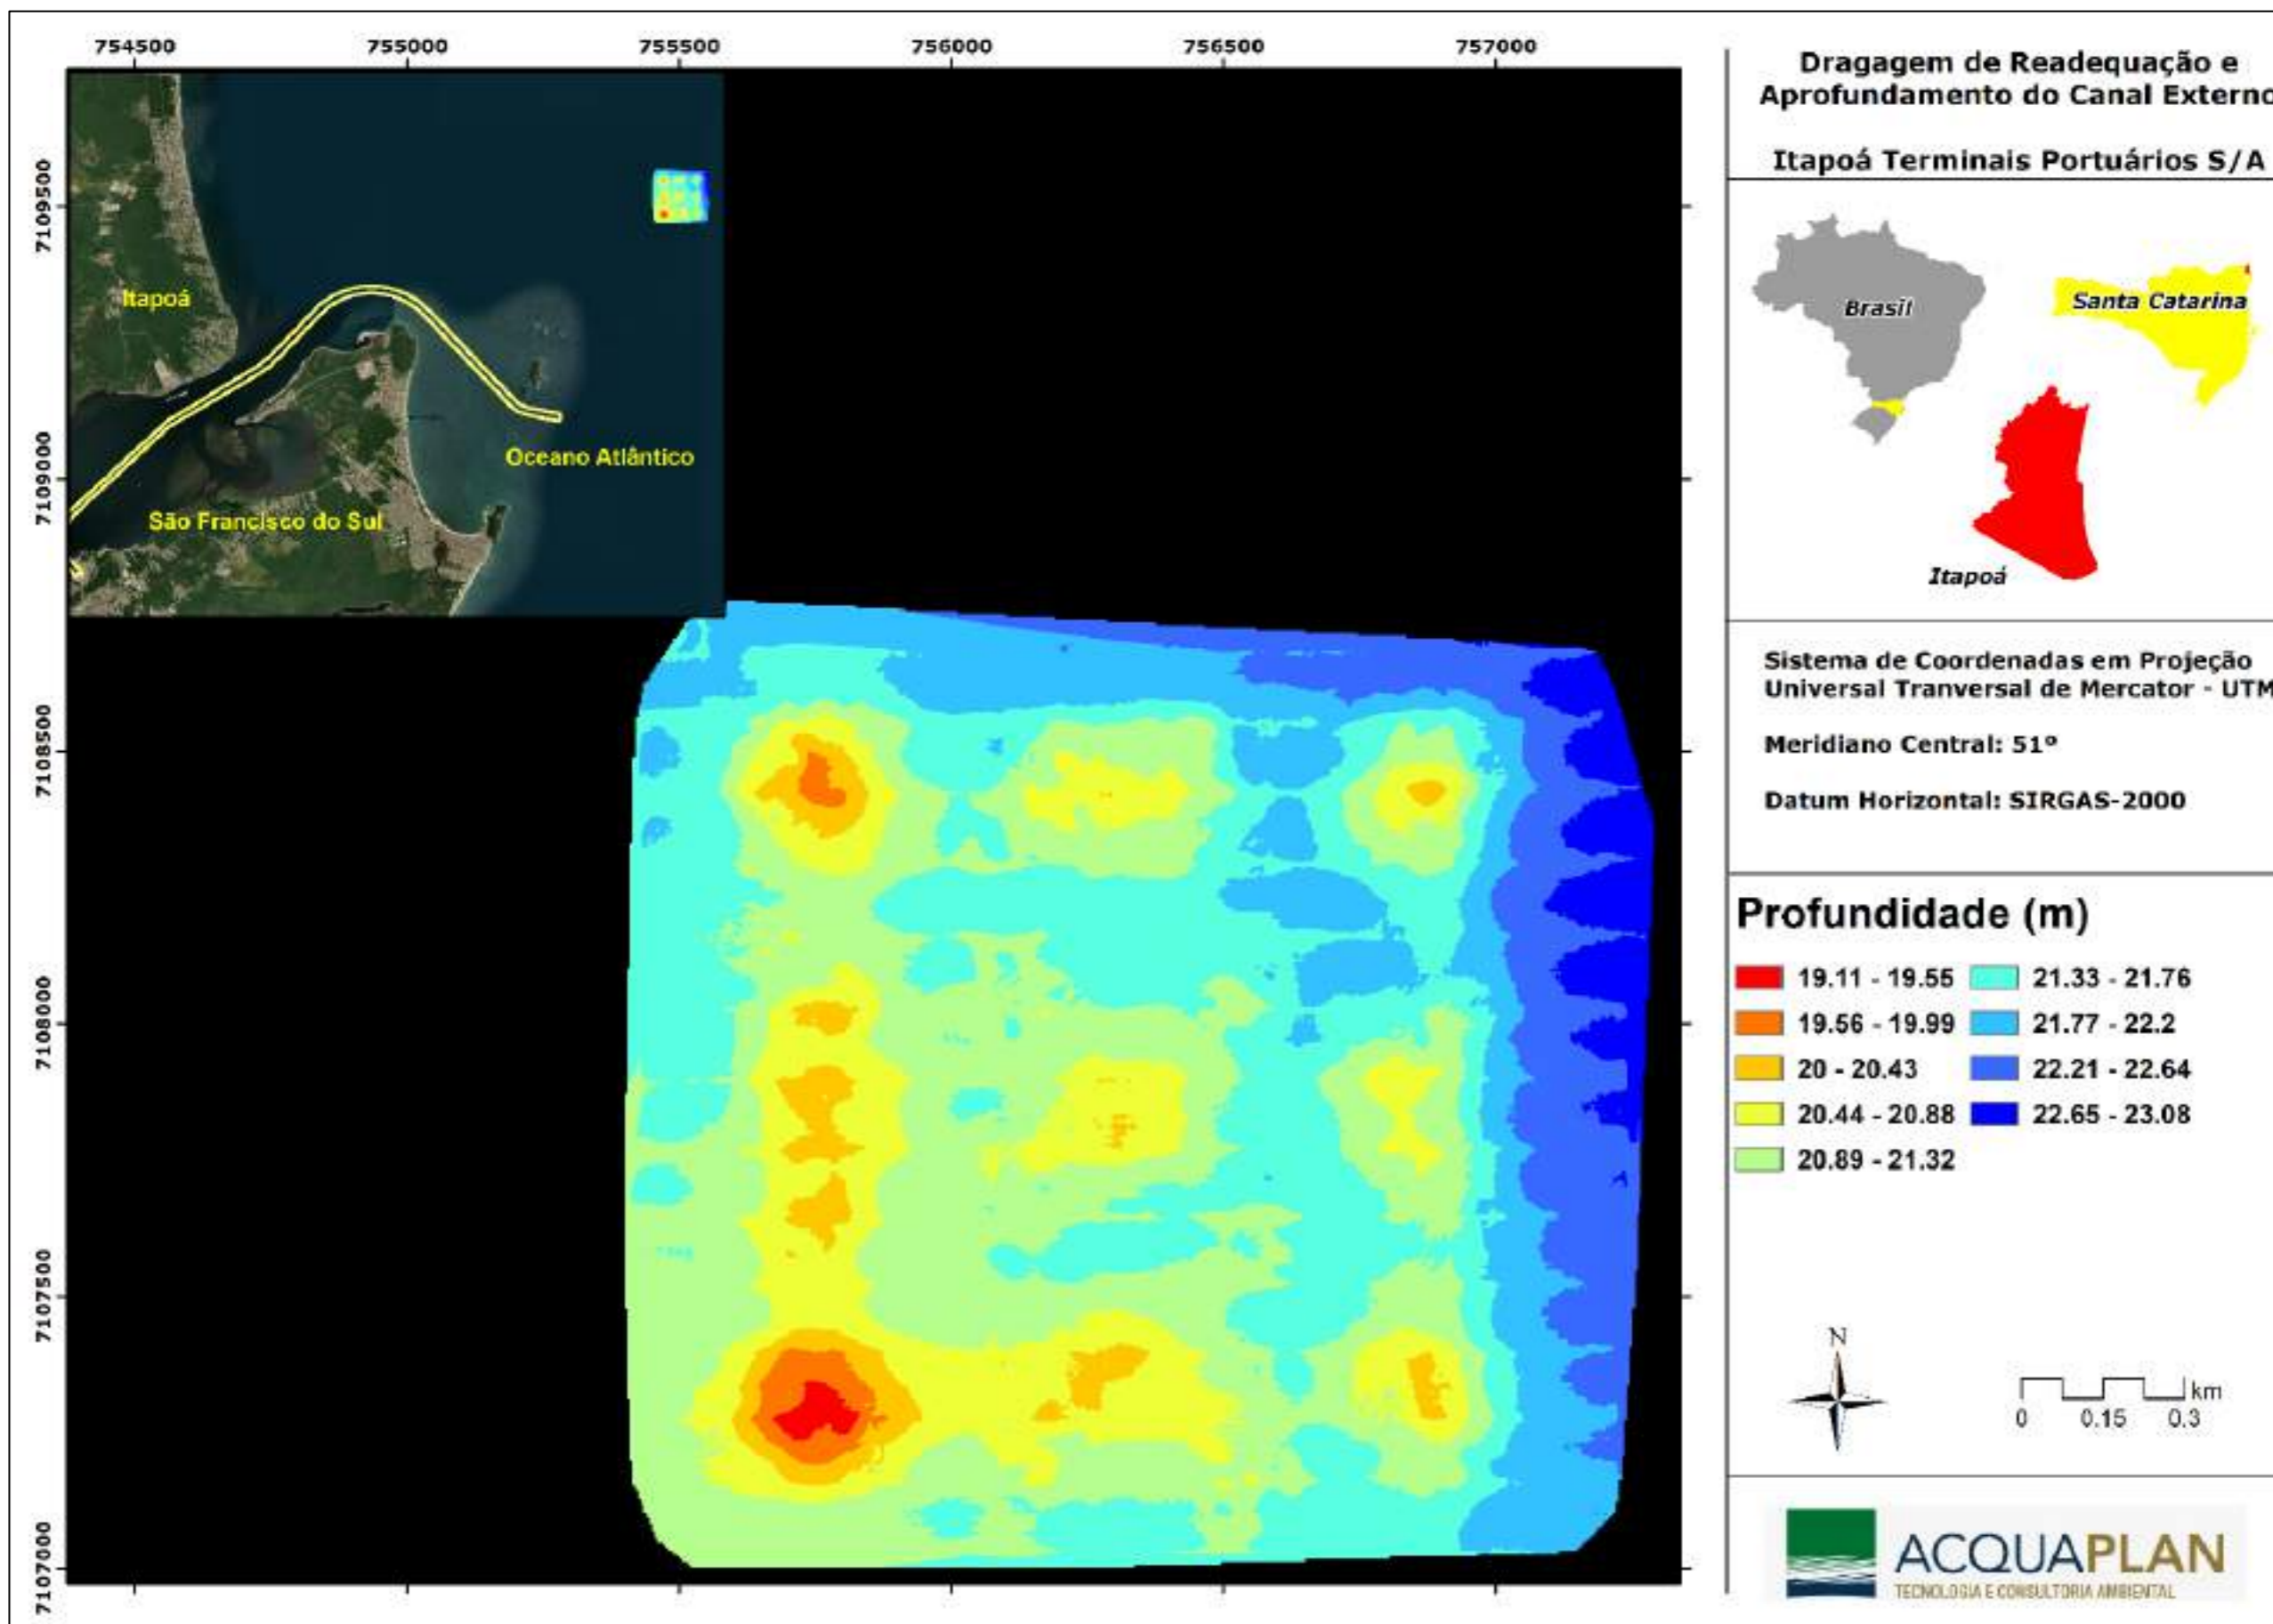 754500 755000 755500 756000 756500 757000
7109500
7109000
7108500
7108000
7107500
7107000
Itapoá
São Francisco do Sul
Oceano Atlântico
Dragagem de Readequação e
Aprofundamento do Canal Externo
Itapoá Terminais Portuários S/A
Brasil
Santa Catarina
Itapoá
Sistema de Coordenadas em Projeção
Universal Tranversal de Mercator - UTM
Meridiano Central: 51º
Datum Horizontal: SIRGAS-2000
Profundidade (m)
19.11 - 19.55
19.56 - 19.99
20 - 20.43
20.44 - 20.88
20.89 - 21.32
21.33 - 21.76
21.77 - 22.2
22.21 - 22.64
22.65 - 23.08
N
km
0 0.15 0.3
ACQUAPLAN
TECNOLOGIA E CONSULTORIA AMBIENTAL